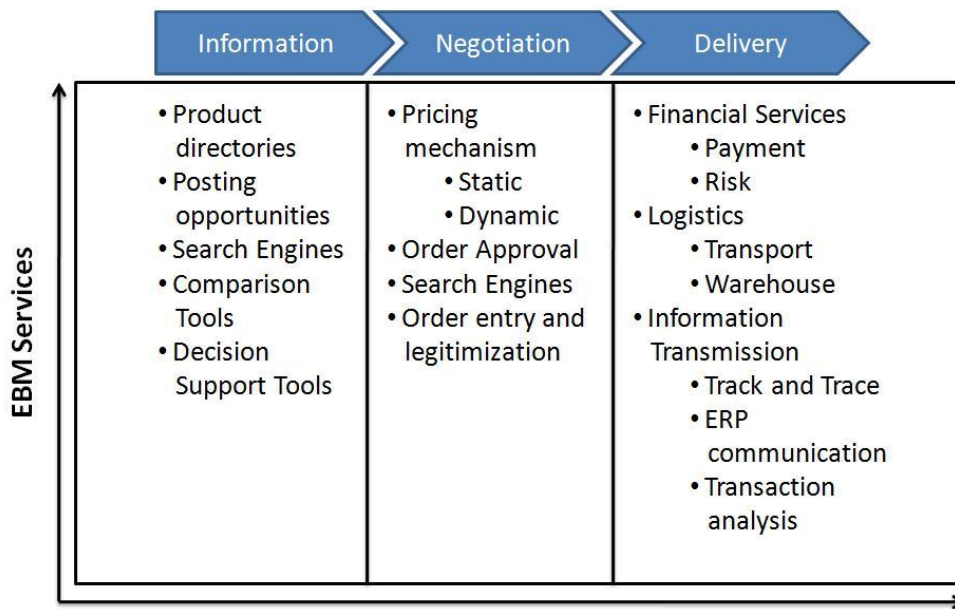 Information
Negotiation
Delivery
EBM Services
• Product
directories
• Posting
opportunities
• Search Engines
• Comparison
Tools
• Decision
Support Tools
• Pricing
mechanism
• Static
• Dynamic
• Order Approval
• Search Engines
• Order entry and
legitimization
• Financial Services
• Payment
• Risk
• Logistics
• Transport
• Warehouse
• Information
Transmission
• Track and Trace
• ERP
communication
• Transaction
analysis